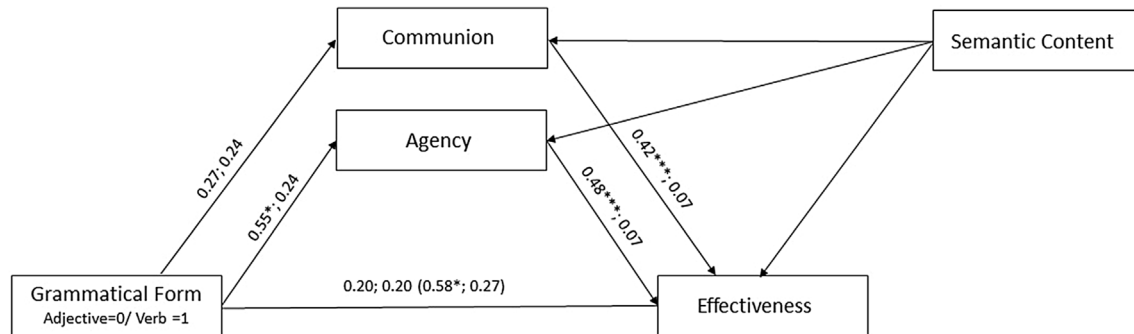 Communion
Semantic Content
Agency
0.27; 0.24
0.55*; 0.24
0.42***; 0.07
0.48***; 0.07
Grammatical Form
Adjective=0/ Verb =1
0.20; 0.20 (0.58*; 0.27)
Effectiveness